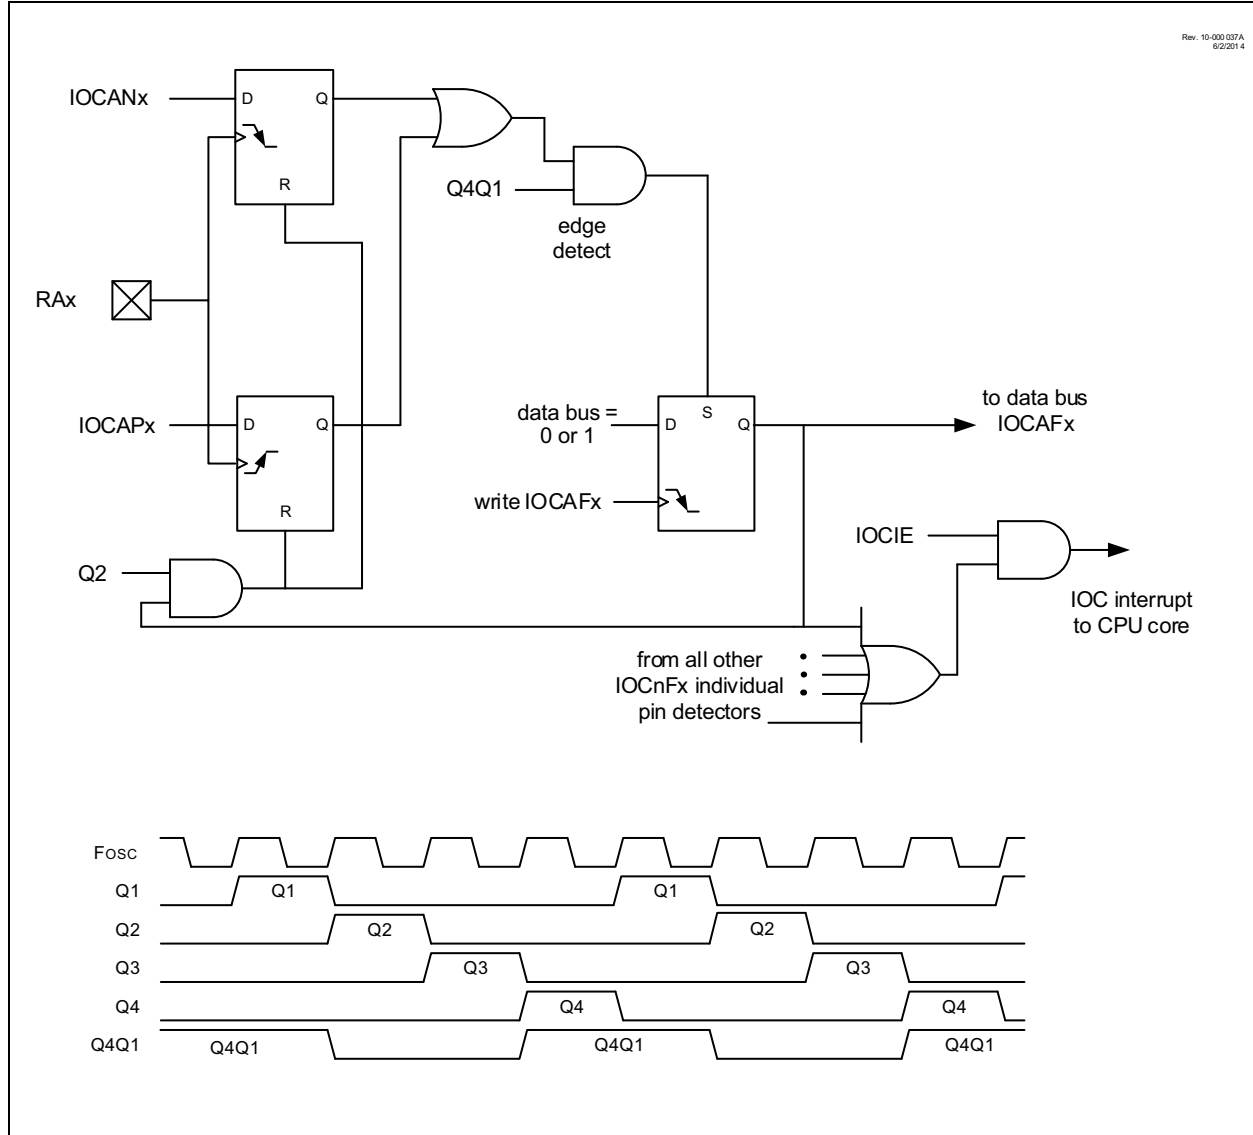 Rev. 10-000 037A
6/2/201 4
IOCANx
D
Q
R
Q4Q1
edge
detect
RAx
IOCAPx
D
Q
R
data bus =
0 or 1
D
S
Q
to data bus
IOCAFx
write IOCAFx
IOCIE
Q2
IOC interrupt
to CPU core
from all other
IOCnFx individual
pin detectors
FOSC
Q1
Q1
Q1
Q2
Q2
Q2
Q3
Q3
Q3
Q4
Q4
Q4
Q4Q1
Q4Q1
Q4Q1
Q4Q1